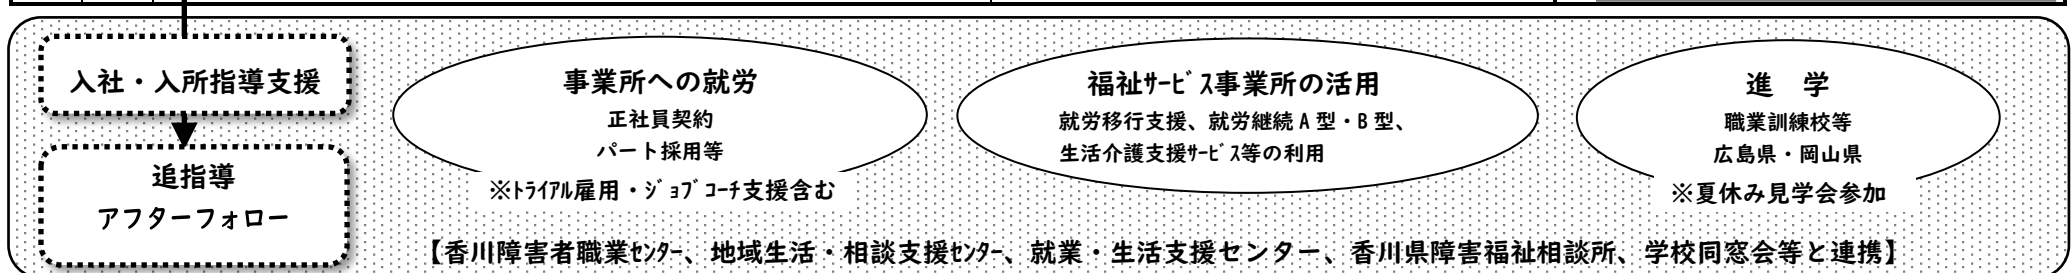 入社・入所指導支援
追指導
アフターフォロー
事業所への就労
正社員契約
パート採用等
※ﾄﾗｲｱﾙ雇用・ｼﾞｮﾌﾞｺｰﾁ支援含む
福祉ｻｰﾋﾞｽ事業所の活用
就労移行支援、就労継続A型・B型、
生活介護支援ｻｰﾋﾞｽ等の利用
進　学
職業訓練校等
広島県・岡山県
※夏休み見学会参加
【香川障害者職業ｾﾝﾀｰ、地域生活・相談支援ｾﾝﾀｰ、就業・生活支援センター、香川県障害福祉相談所、学校同窓会等と連携】